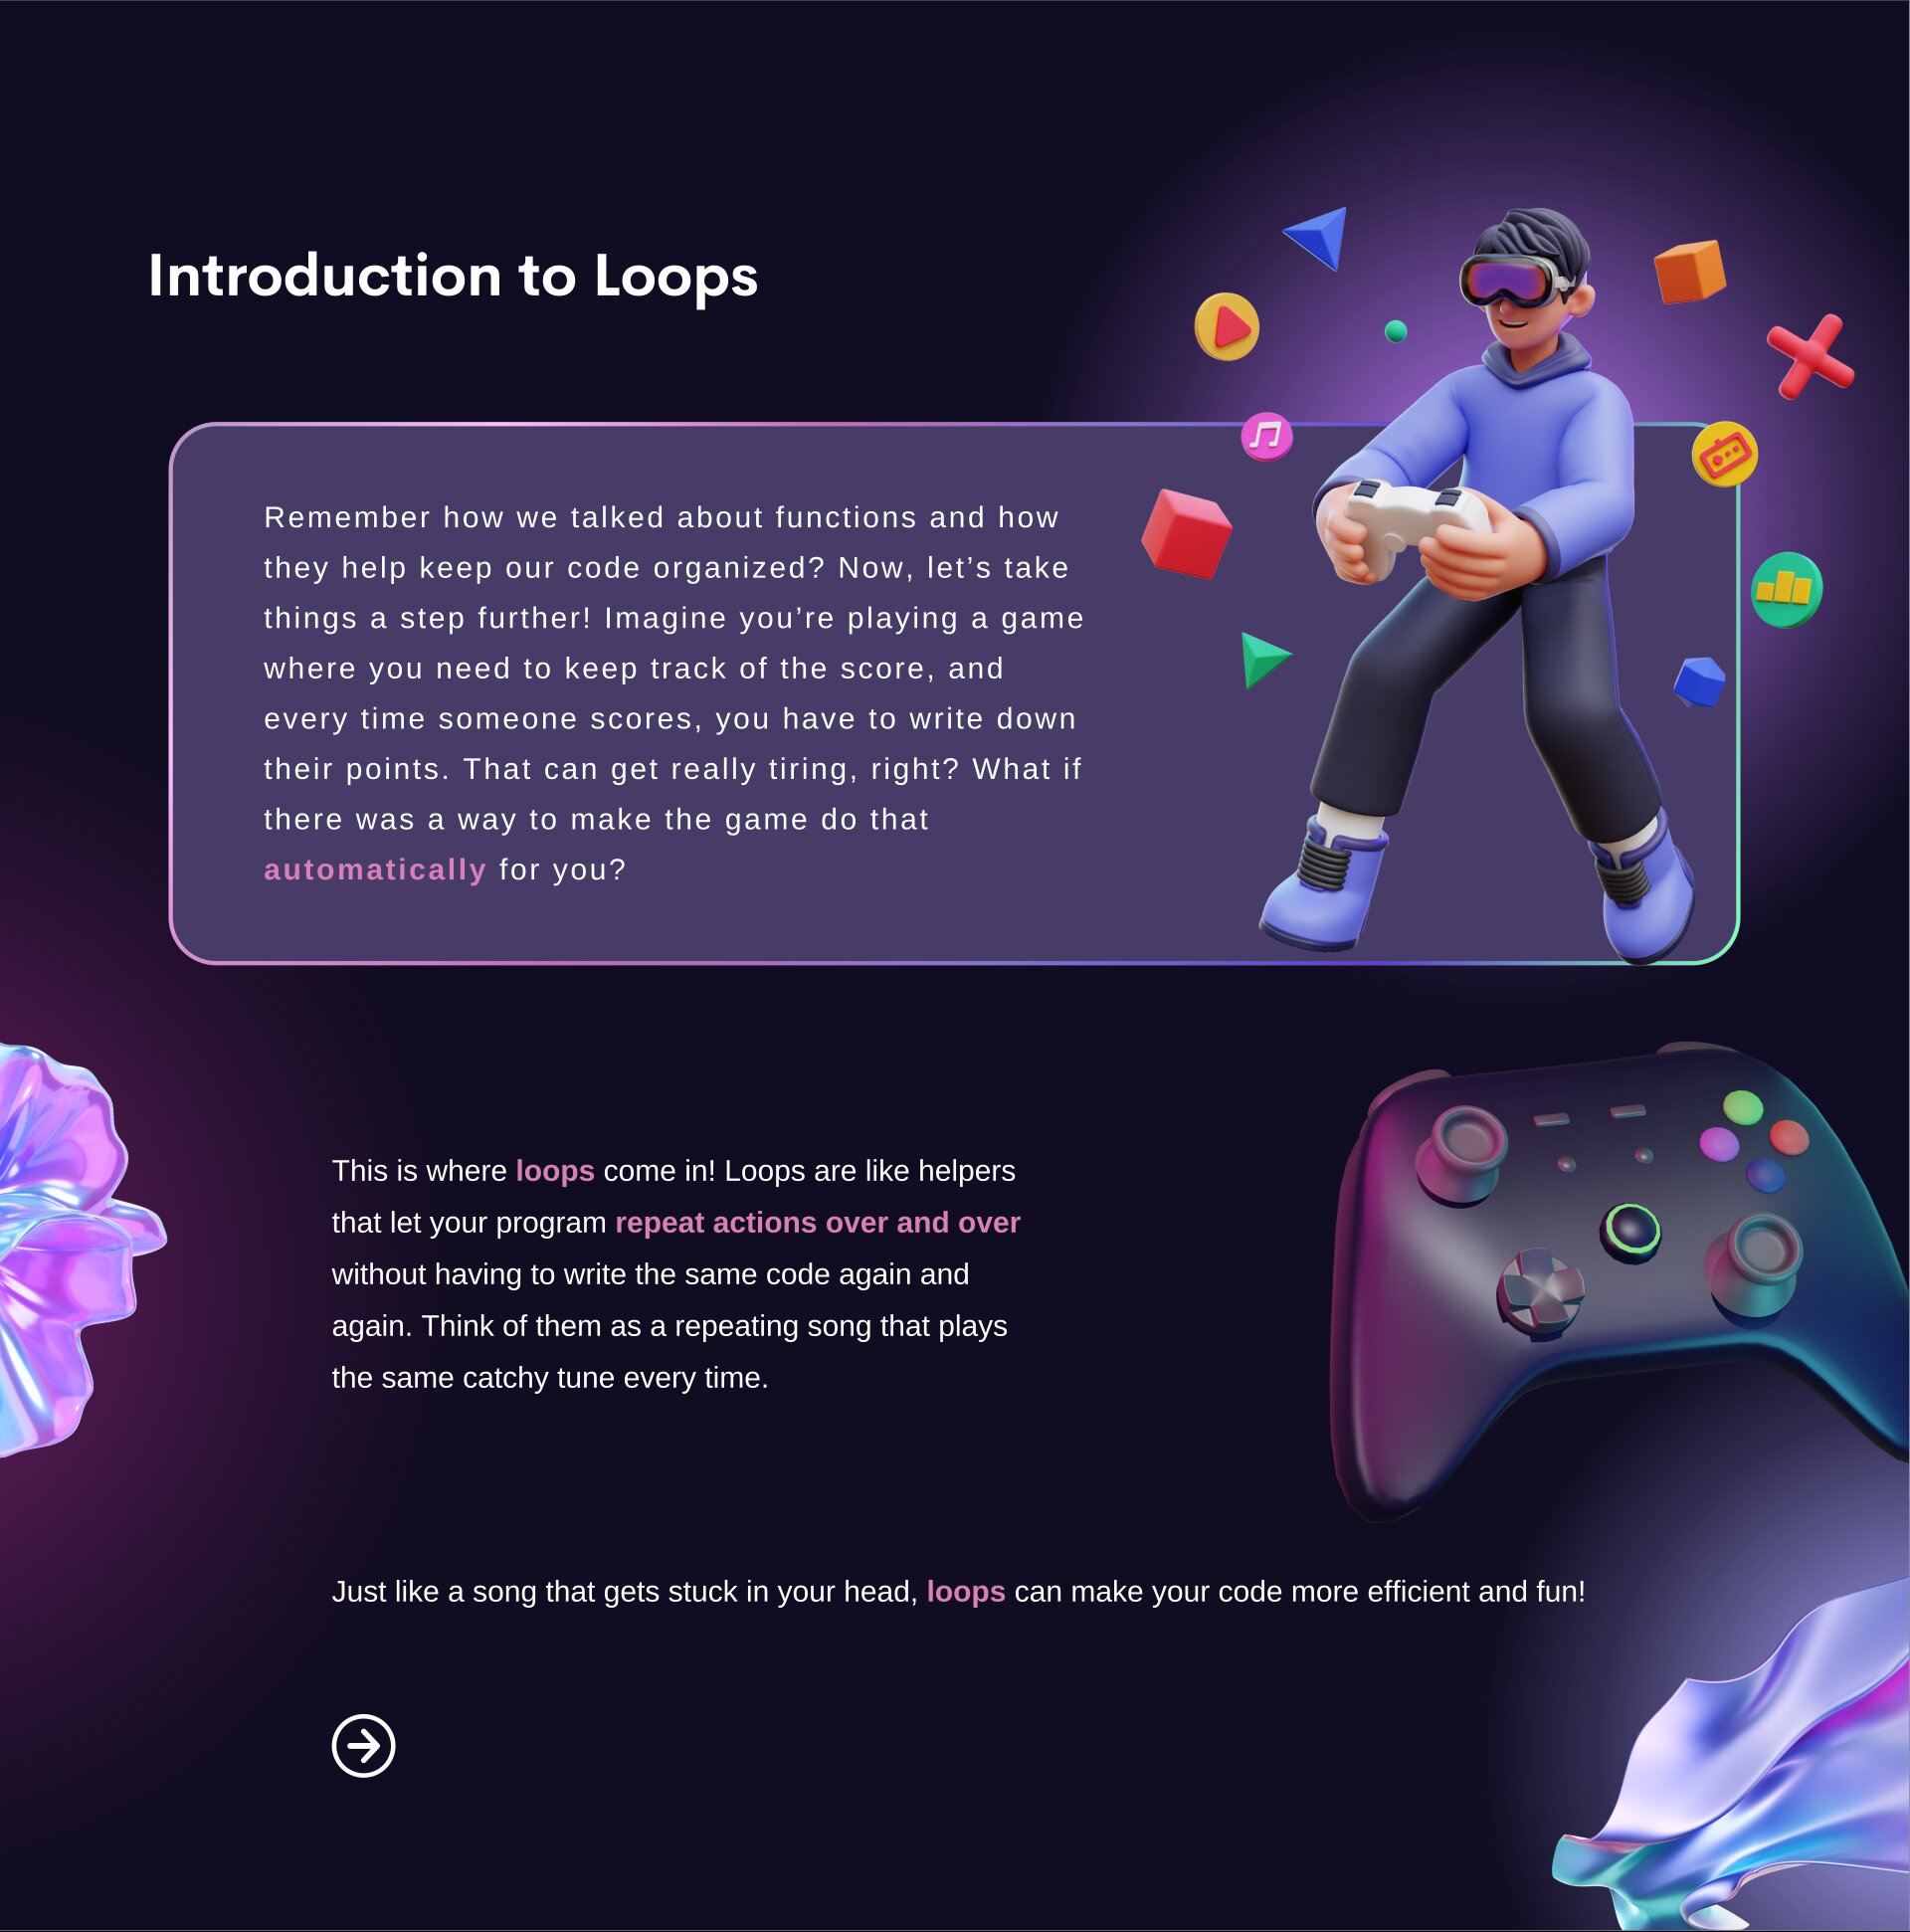 Introduction to Loops
Remember how we talked about functions and how
they help keep our code organized? Now, let’s take
things a step further! Imagine you’re playing a game
where you need to keep track of the score, and
every time someone scores, you have to write down
their points. That can get really tiring, right? What if
there was a way to make the game do that
automatically for you?
This is where loops come in! Loops are like helpers
that let your program repeat actions over and over
without having to write the same code again and
again. Think of them as a repeating song that plays
the same catchy tune every time.
Just like a song that gets stuck in your head, loops can make your code more efficient and fun!